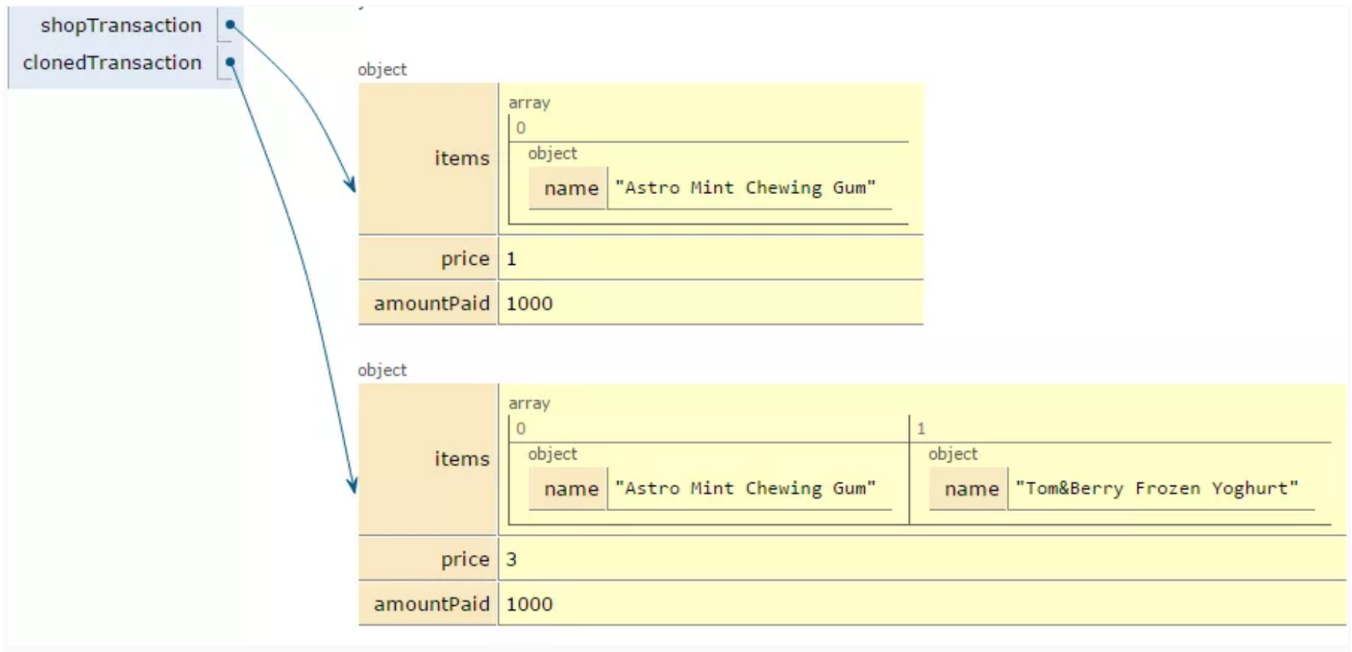 shopTransaction
clonedTransaction
object
array
0
object
items
name "Astro Mint Chewing Gum"
price 1
amountPaid 1000
object
array
0 1
object object
items
name "Astro Mint Chewing Gum" name "Tom&Berry Frozen Yoghurt"
price 3
amountPaid 1000